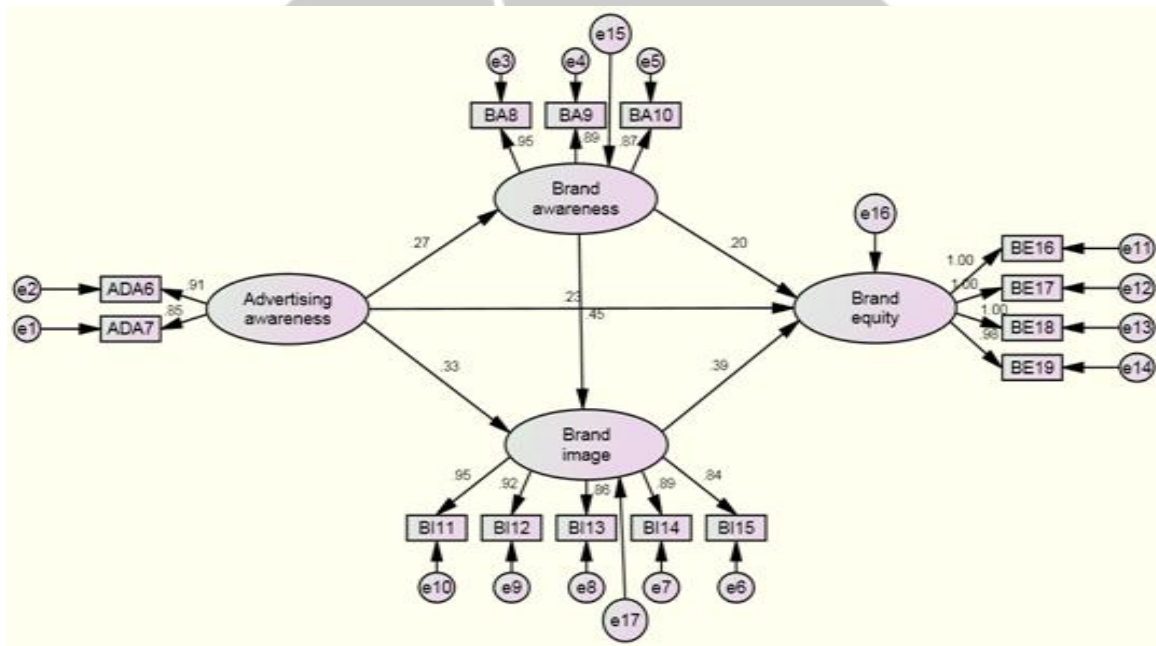 e15
e3
e4
e5
BA8
BA9
BA10
.95
.89
.87
Brand
awareness
e16
.27
.20
e2
ADA6
.91
e1
ADA7
.85
Advertising
awareness
.23
.45
Brand
equity
1.00
BE16
e11
1.00
BE17
e12
1.00
BE18
e13
.98
BE19
e14
.33
.39
Brand
image
.95
.92
.86
.89
.84
BI11
BI12
BI13
BI14
BI15
e10
e9
e8
e7
e6
e17